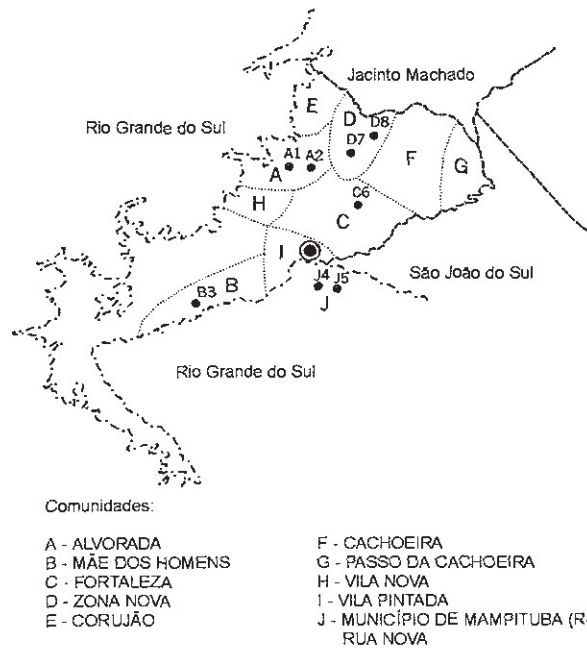 Jacinto Machado
Rio Grande do Sul
E
D
D8
D7
A1
A2
A
F
G
H
C6
C
I
São João do Sul
B3
B
J4
J5
J
Rio Grande do Sul
Comunidades:
A - ALVORADA
B - MÃE DOS HOMENS
C - FORTALEZA
D - ZONA NOVA
E - CORUJÃO
F - CACHOEIRA
G - PASSO DA CACHOEIRA
H - VILA NOVA
I - VILA PINTADA
J - MUNICÍPIO DE MAMPITUBA (R
RUA NOVA